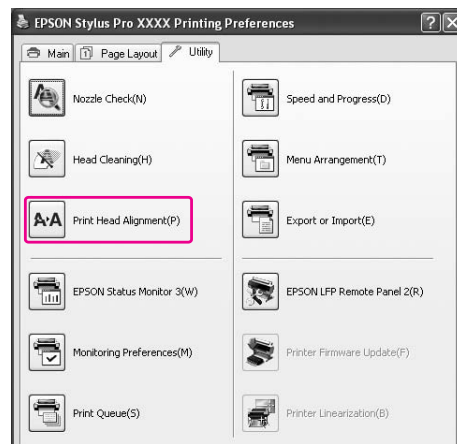 EPSON Stylus Pro XXXX Printing Preferences
Main Page Layout Utility
Nozzle Check(N)
Speed and Progress(D)
Head Cleaning(H)
Menu Arrangement(T)
Print Head Alignment(P)
Export or Import(E)
EPSON Status Monitor 3(W)
EPSON LFP Remote Panel 2(R)
Monitoring Preferences(M)
Printer Firmware Update(F)
Print Queue(S)
Printer Linearization(B)